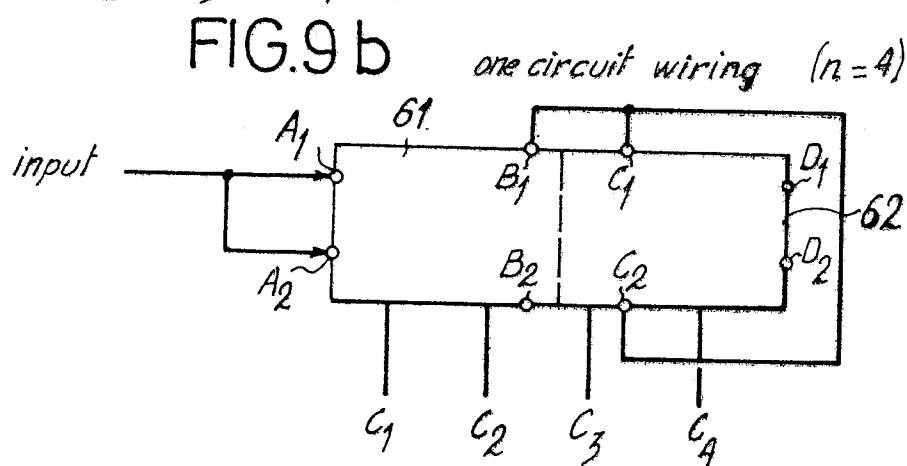 FIG.9b
one circuit wiring (n=4)
input
A1
61
B1
C1
D1
62
A2
B2
C2
D2
C1 C2 C3 C4